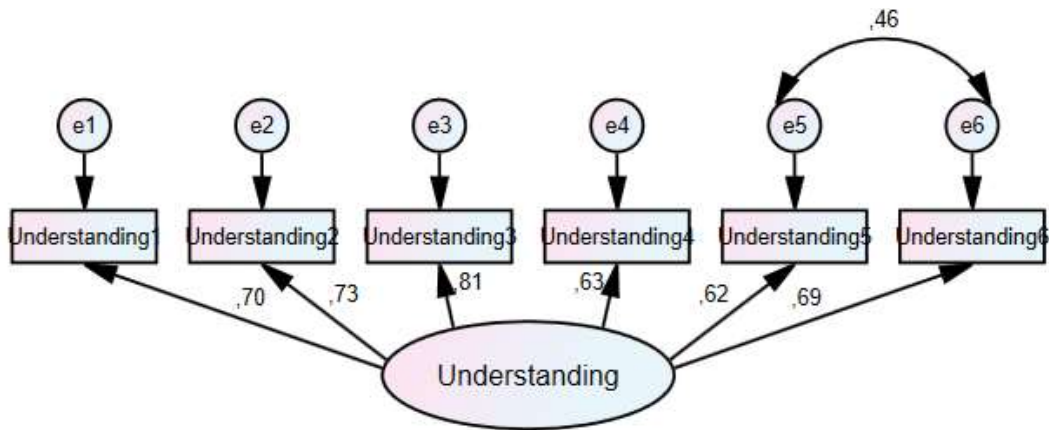 ,46
e1 e2 e3 e4 e5 e6
Understanding1 Understanding2 Understanding3 Understanding4 Understanding5 Understanding6
,70 ,73 ,81 ,63 ,62 ,69
Understanding